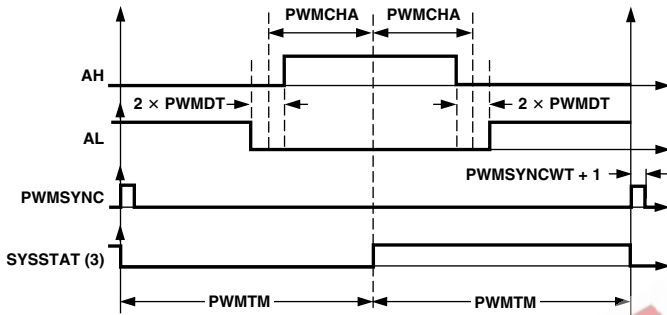 PWMCHA PWMCHA
AH
2 × PWMDT 2 × PWMDT
AL
PWMSYNCWT + 1
PWMSYNC
SYSSTAT (3)
PWMTM PWMTM